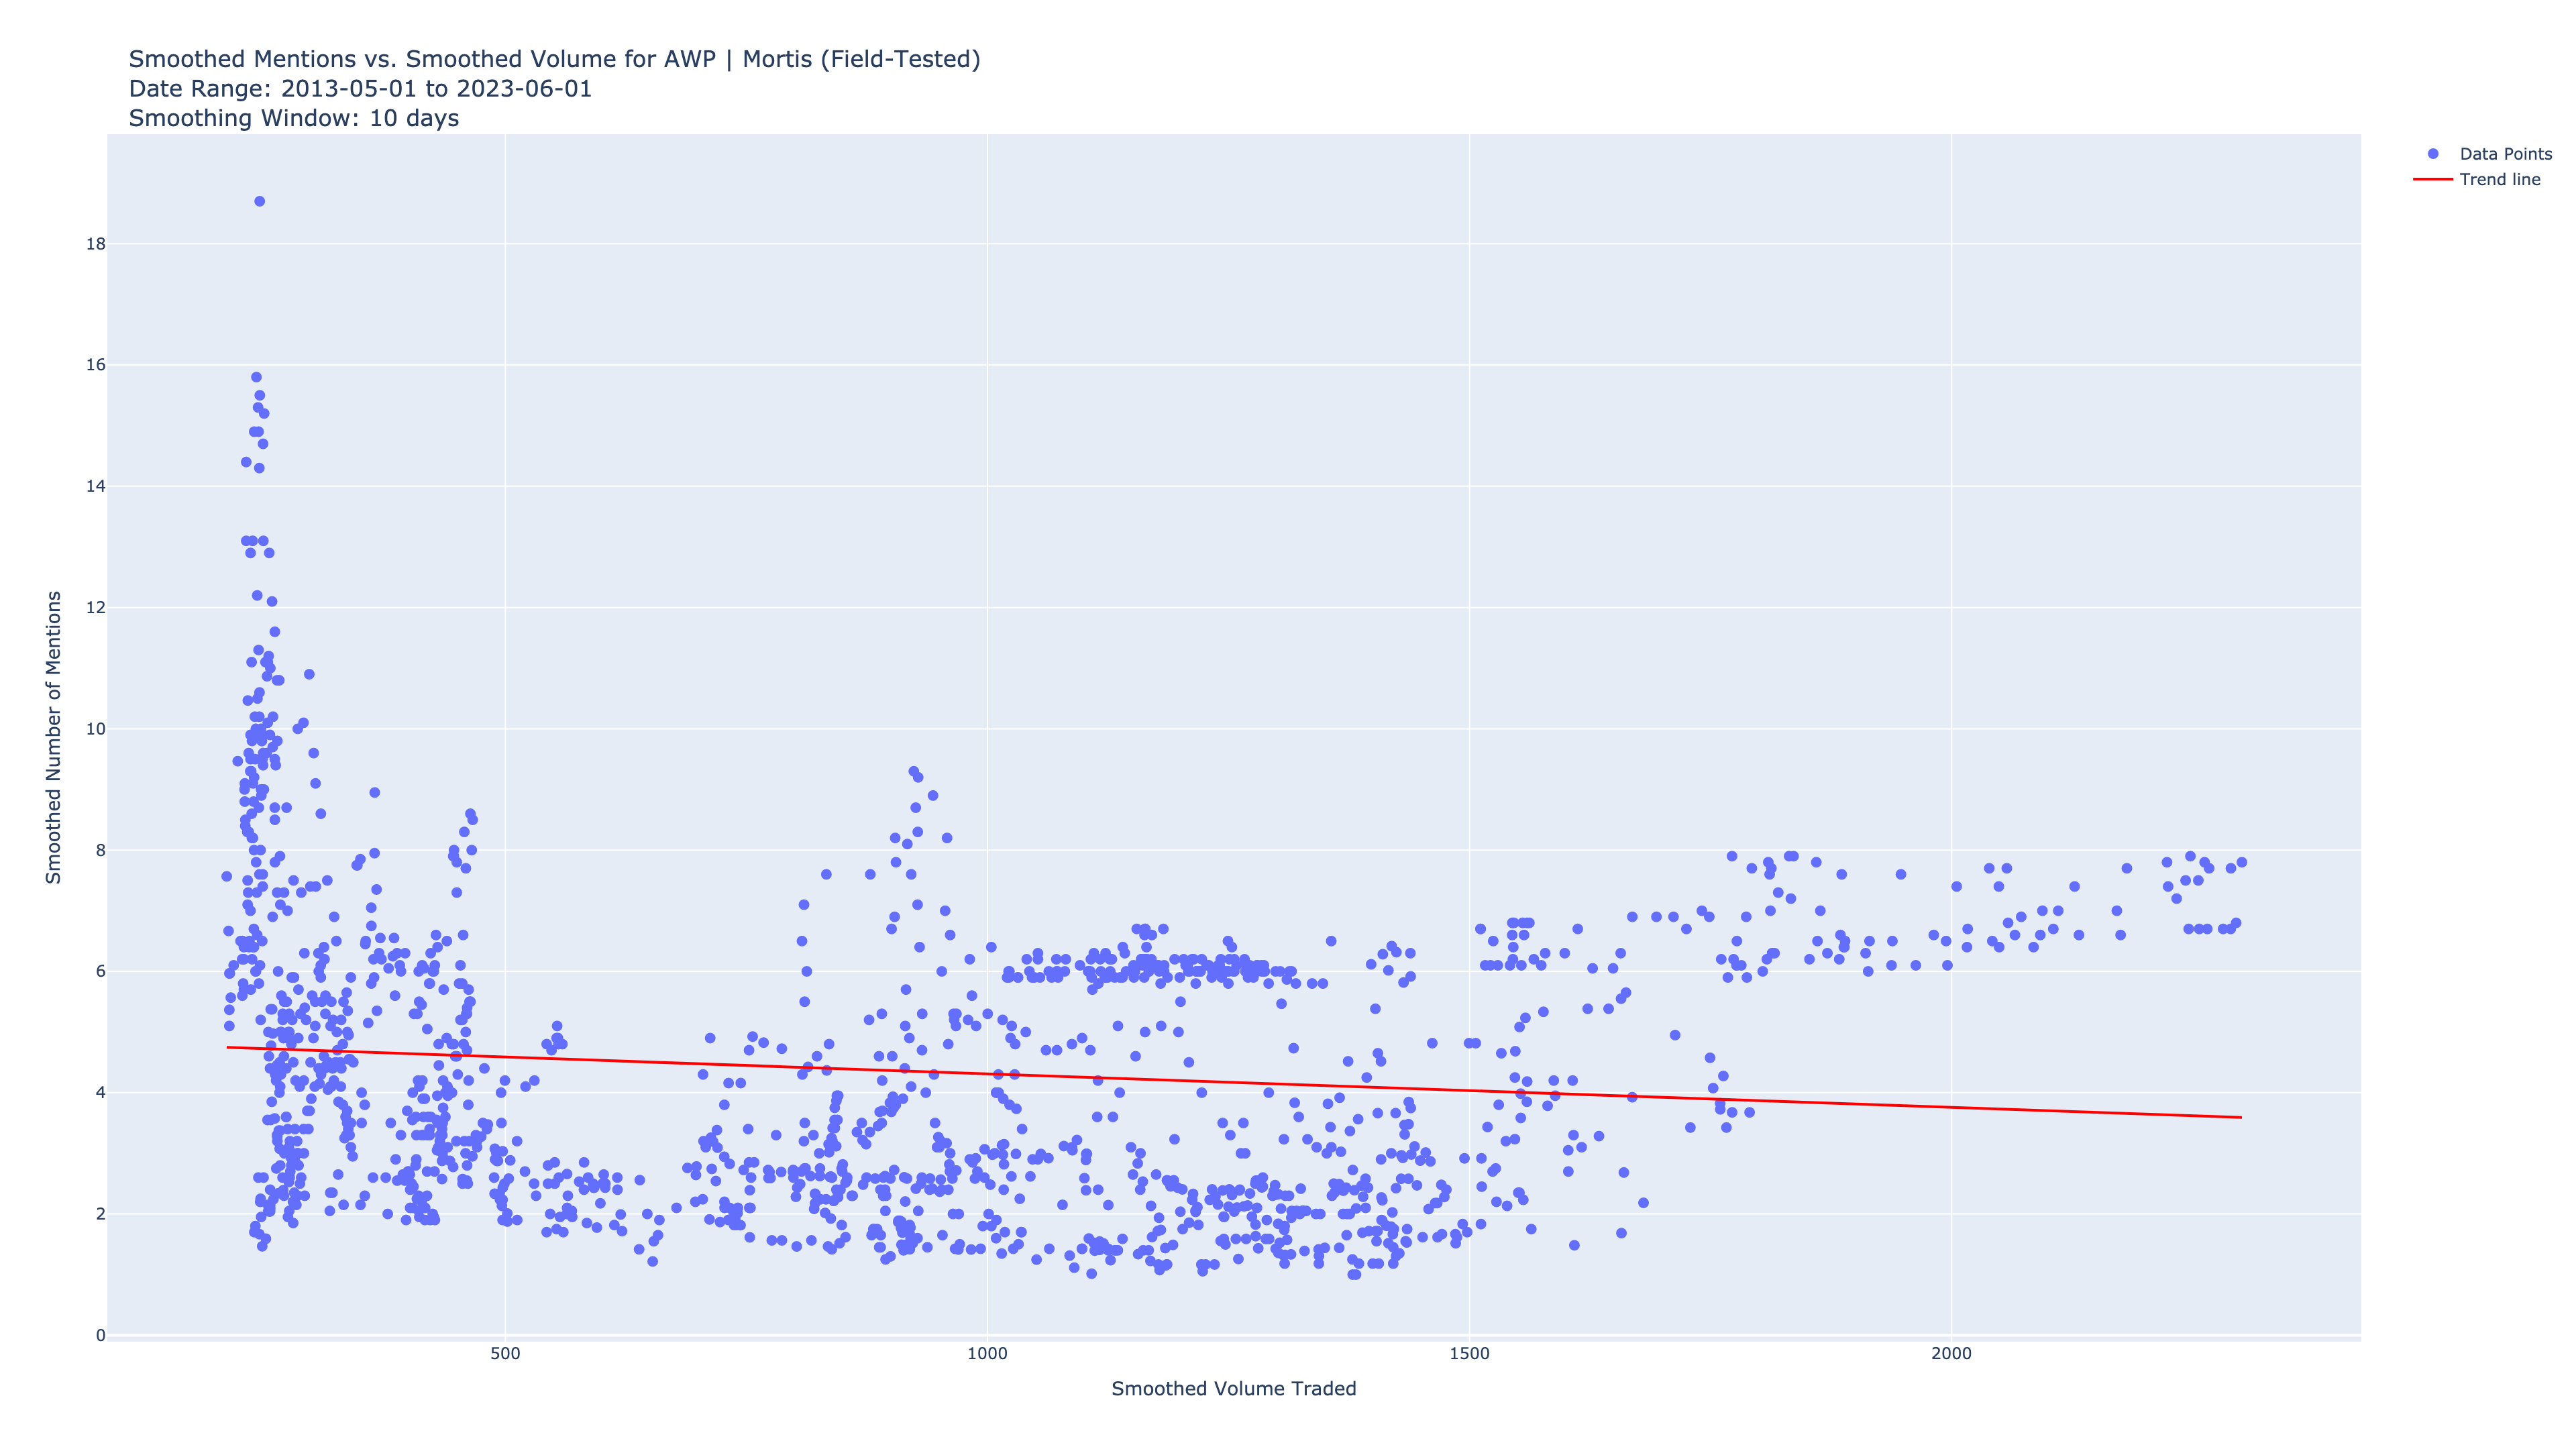 Smoothed Mentions vs. Smoothed Volume for AWP | Mortis (Field-Tested)
Date Range: 2013-05-01 to 2023-06-01
Smoothing Window: 10 days
Data Points
Trend line
Smoothed Number of Mentions
18
16
14
12
10
8
6
4
2
0
500 1000 1500 2000
Smoothed Volume Traded